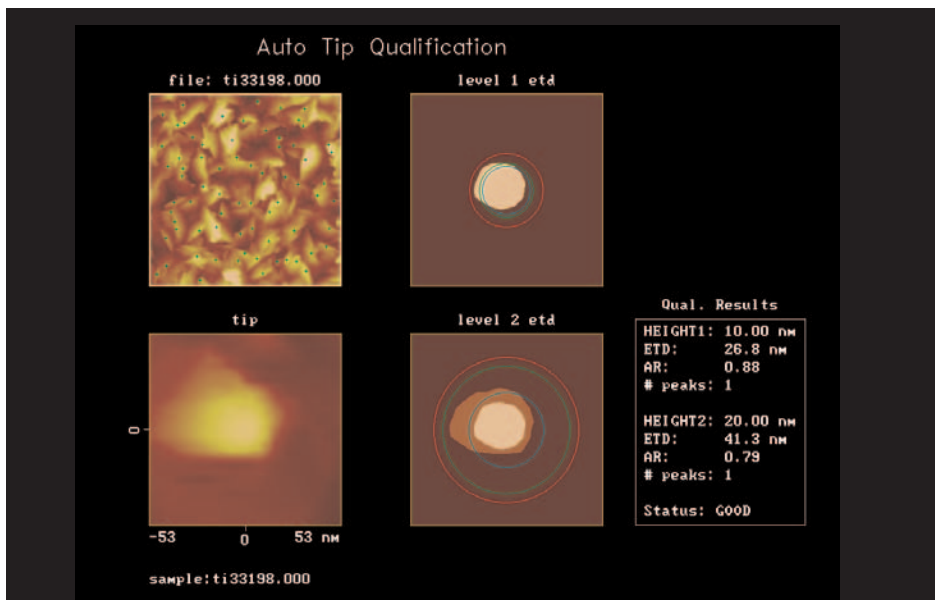 Auto Tip Qualification
file: ti33198.000
level 1 etd
tip
level 2 etd
0
-53 0 53 nm
sample:ti33198.000
Qual. Results
HEIGHT1: 10.00 nm
ETD: 26.8 nm
AR: 0.88
# peaks: 1
HEIGHT2: 20.00 nm
ETD: 41.3 nm
AR: 0.79
# peaks: 1
Status: GOOD